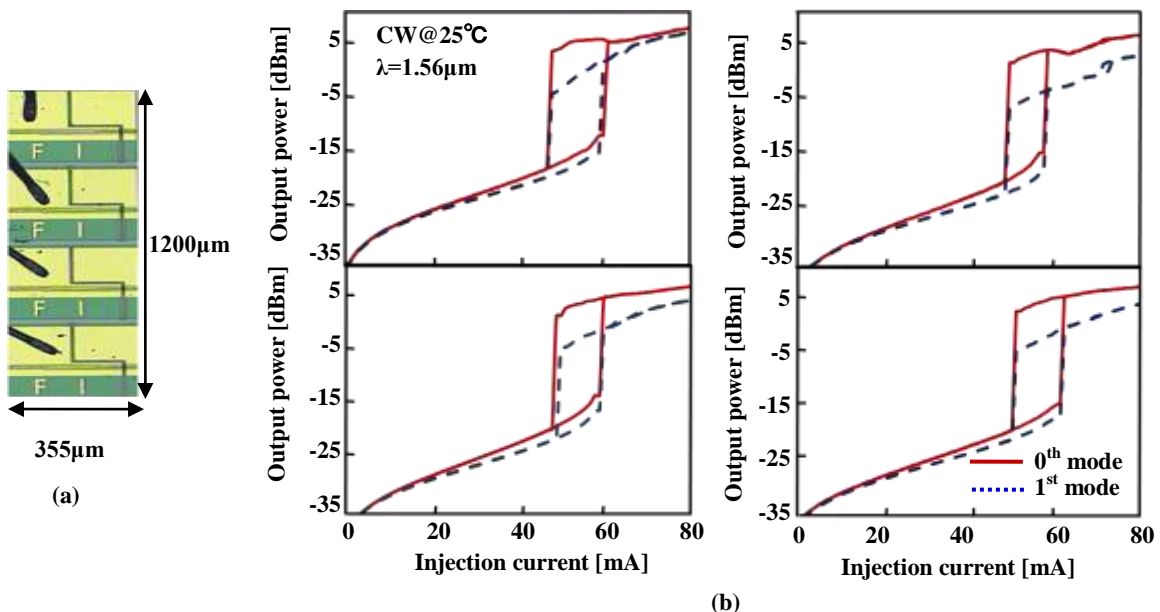 F I
F I
F I
F I
1200µm
355µm
(a)
CW@25℃
λ=1.56µm
Output power [dBm]
5
-5
-15
-25
-35
Output power [dBm]
5
-5
-15
-25
-35
Output power [dBm]
5
-5
-15
-25
-35
0 20 40 60 80
Injection current [mA]
Output power [dBm]
5
-5
-15
-25
-35
0th mode
1st mode
0 20 40 60 80
Injection current [mA]
(b)